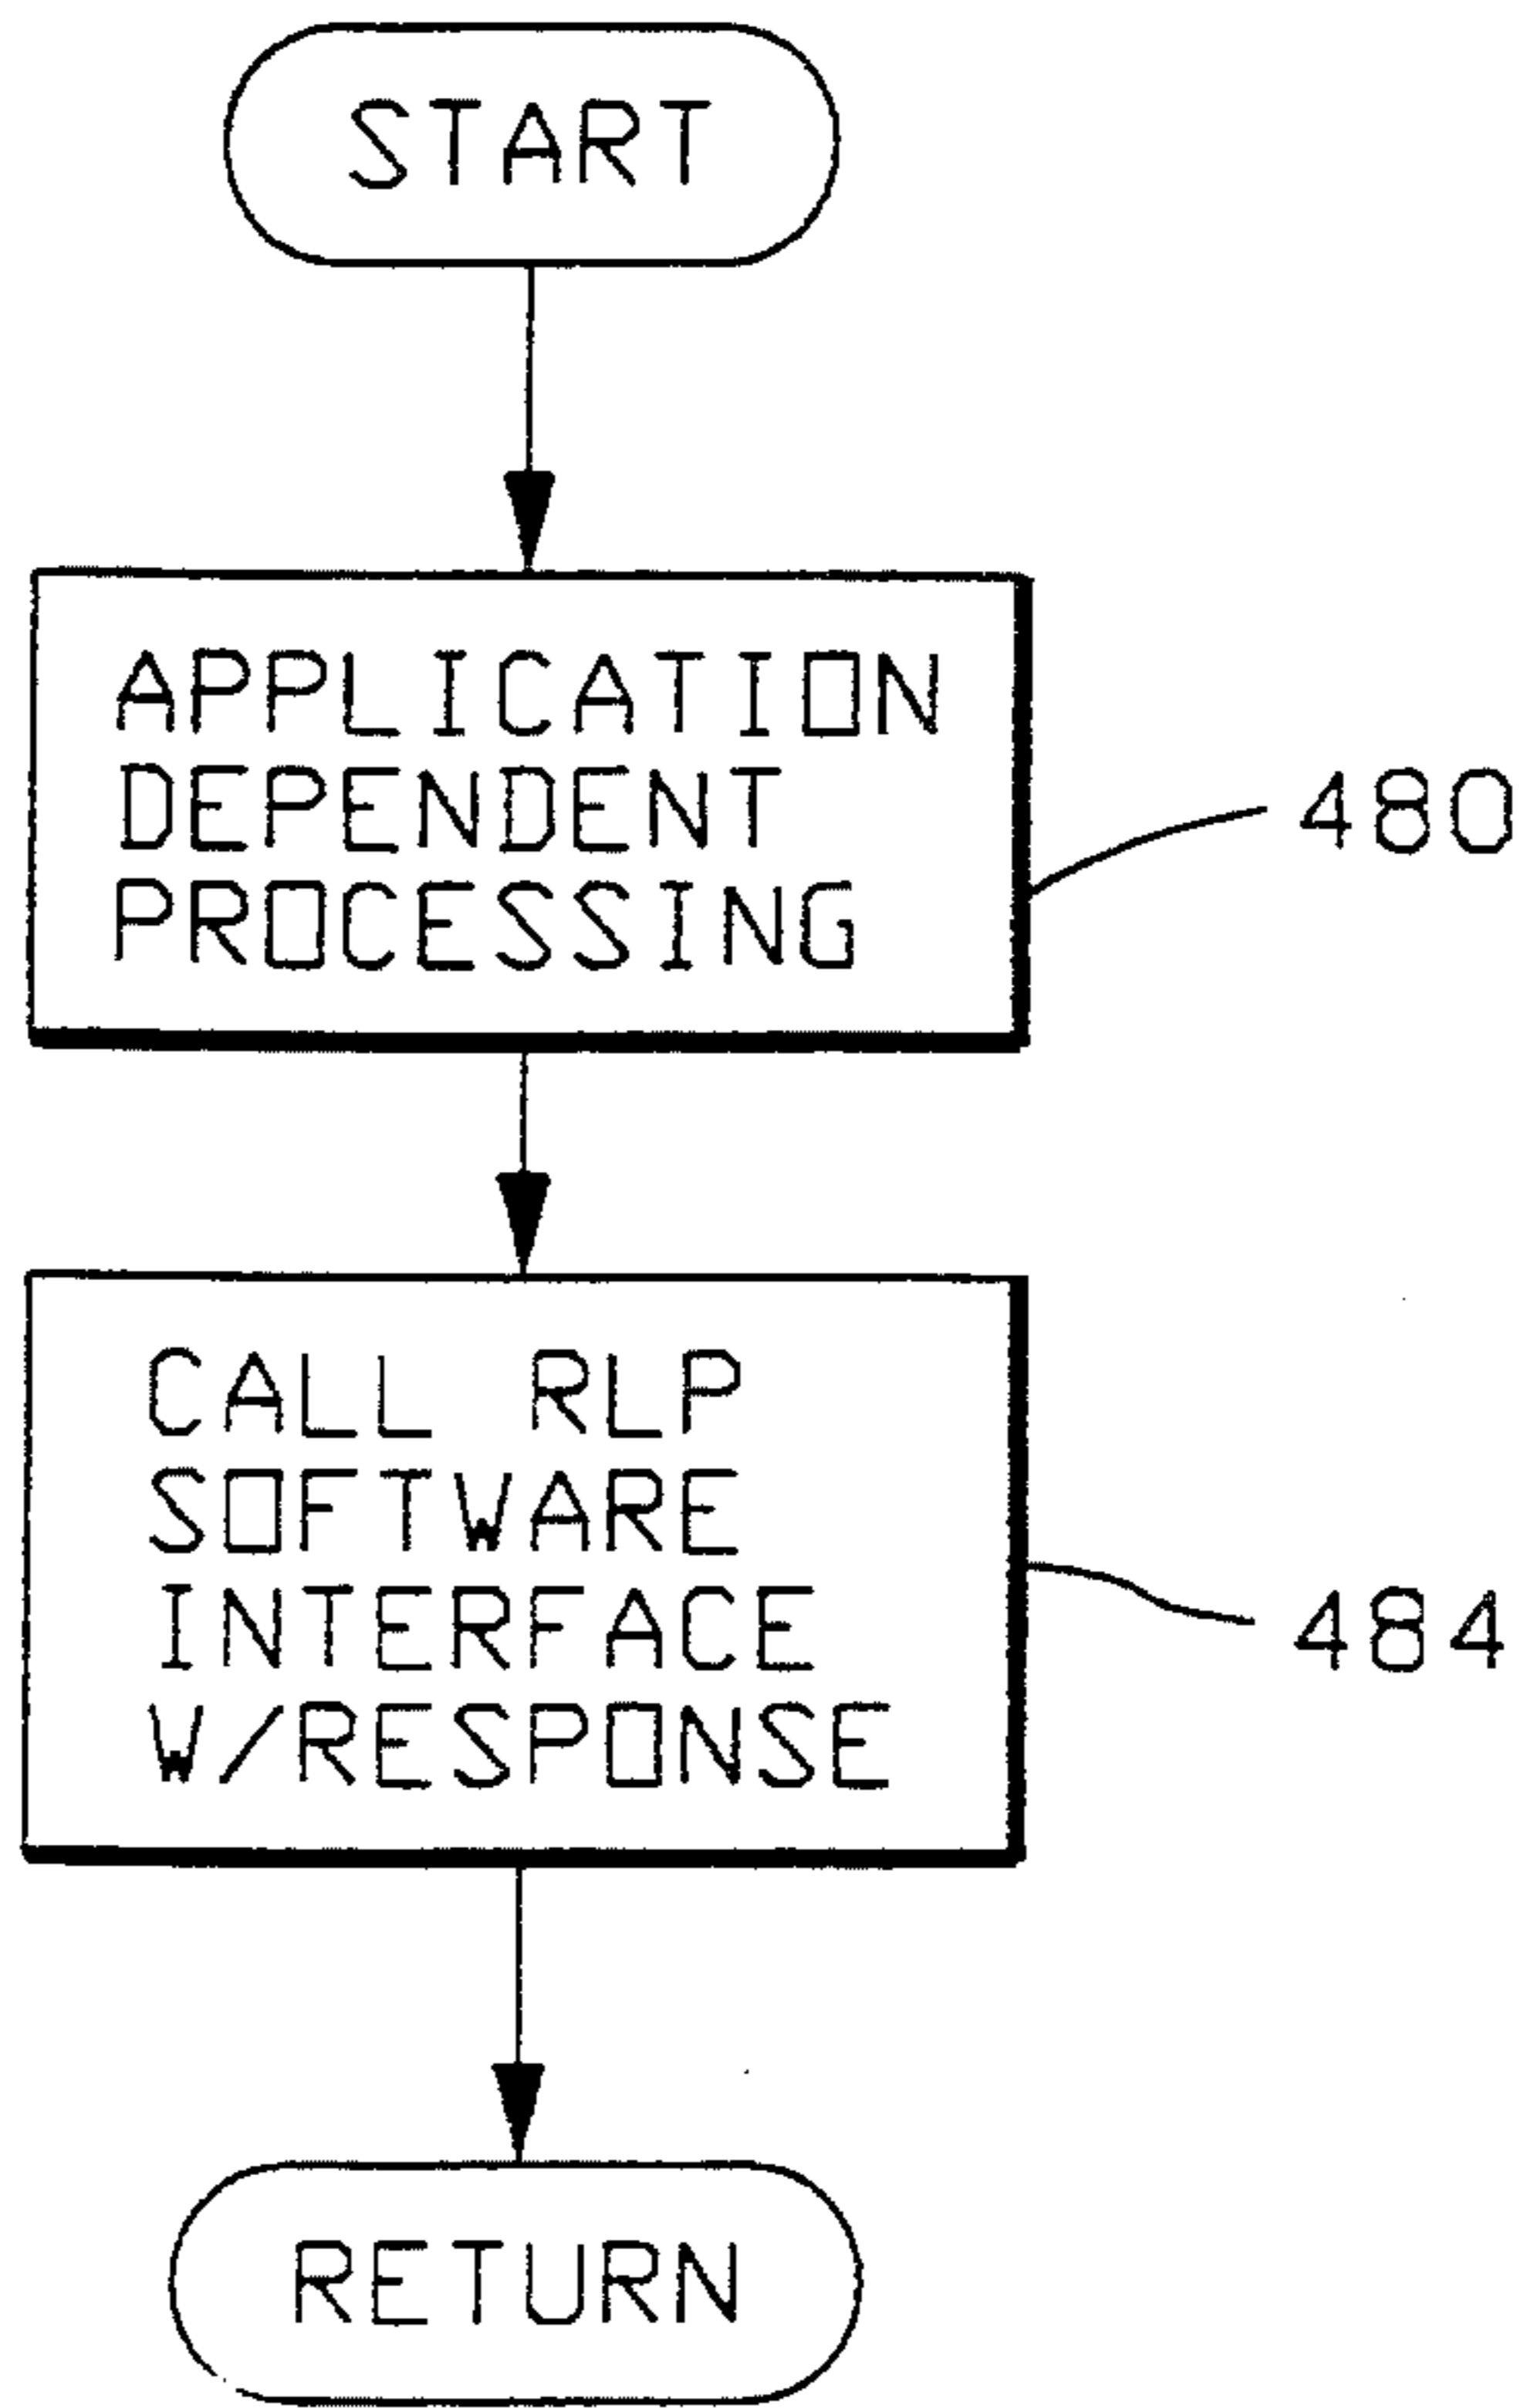 START
APPLICATION
DEPENDENT
PROCESSING
480
CALL RLP
SOFTWARE
INTERFACE
W/RESPONSE
484
RETURN